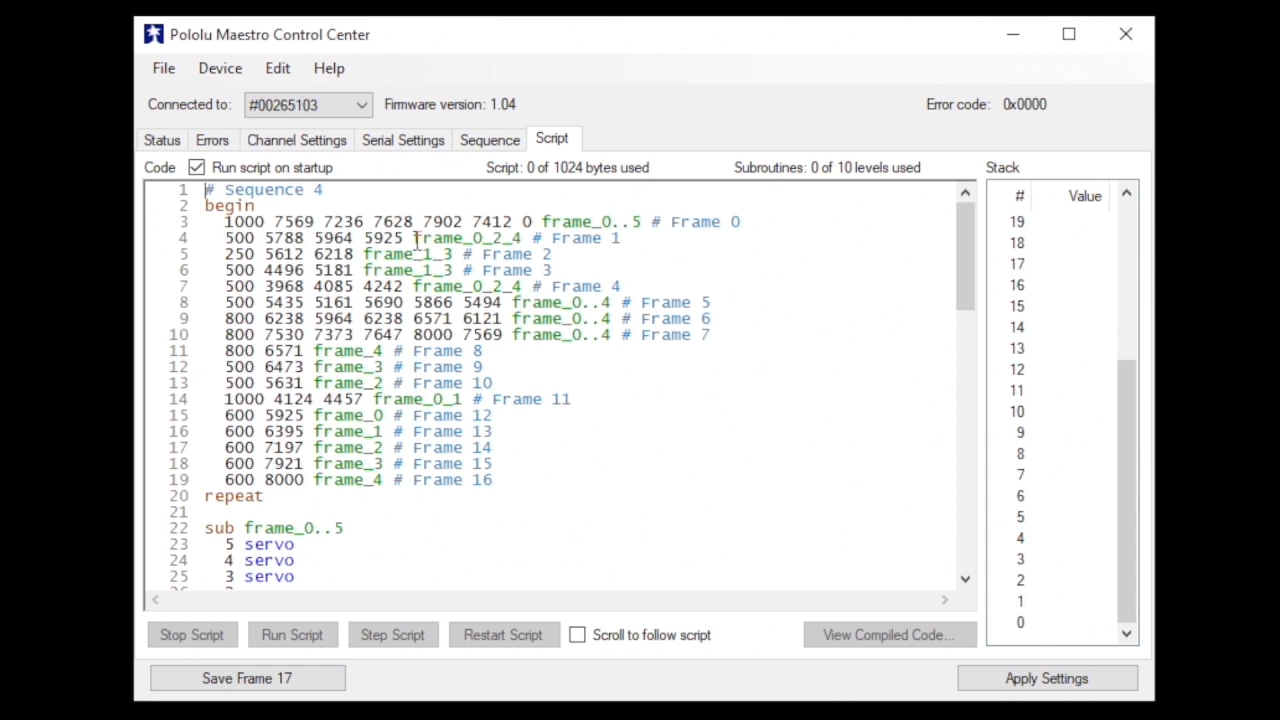 Pololu Maestro Control Center
File Device Edit Help
Connected to: #00265103 Firmware version: 1.04 Error code: 0x0000
Status Errors Channel Settings Serial Settings Sequence Script
Code Run script on startup Script: 0 of 1024 bytes used Subroutines: 0 of 10 levels used Stack
1 # Sequence 4
2 begin
3 1000 7569 7236 7628 7902 7412 0 frame_0..5 # Frame 0
4 500 5788 5964 5925 frame_0_2_4 # Frame 1
5 250 5612 6218 frame_1_3 # Frame 2
6 500 4496 5181 frame_1_3 # Frame 3
7 500 3968 4085 4242 frame_0_2_4 # Frame 4
8 500 5435 5161 5690 5866 5494 frame_0..4 # Frame 5
9 800 6238 5964 6238 6571 6121 frame_0..4 # Frame 6
10 800 7530 7373 7647 8000 7569 frame_0..4 # Frame 7
11 800 6571 frame_4 # Frame 8
12 500 6473 frame_3 # Frame 9
13 500 5631 frame_2 # Frame 10
14 1000 4124 4457 frame_0_1 # Frame 11
15 600 5925 frame_0 # Frame 12
16 600 6395 frame_1 # Frame 13
17 600 7197 frame_2 # Frame 14
18 600 7921 frame_3 # Frame 15
19 600 8000 frame_4 # Frame 16
20 repeat
21
22 sub frame_0..5
23 5 servo
24 4 servo
25 3 servo
# Value
19
18
17
16
15
14
13
12
11
10
9
8
7
6
5
4
3
2
1
0
Stop Script Run Script Step Script Restart Script Scroll to follow script View Compiled Code...
Save Frame 17 Apply Settings